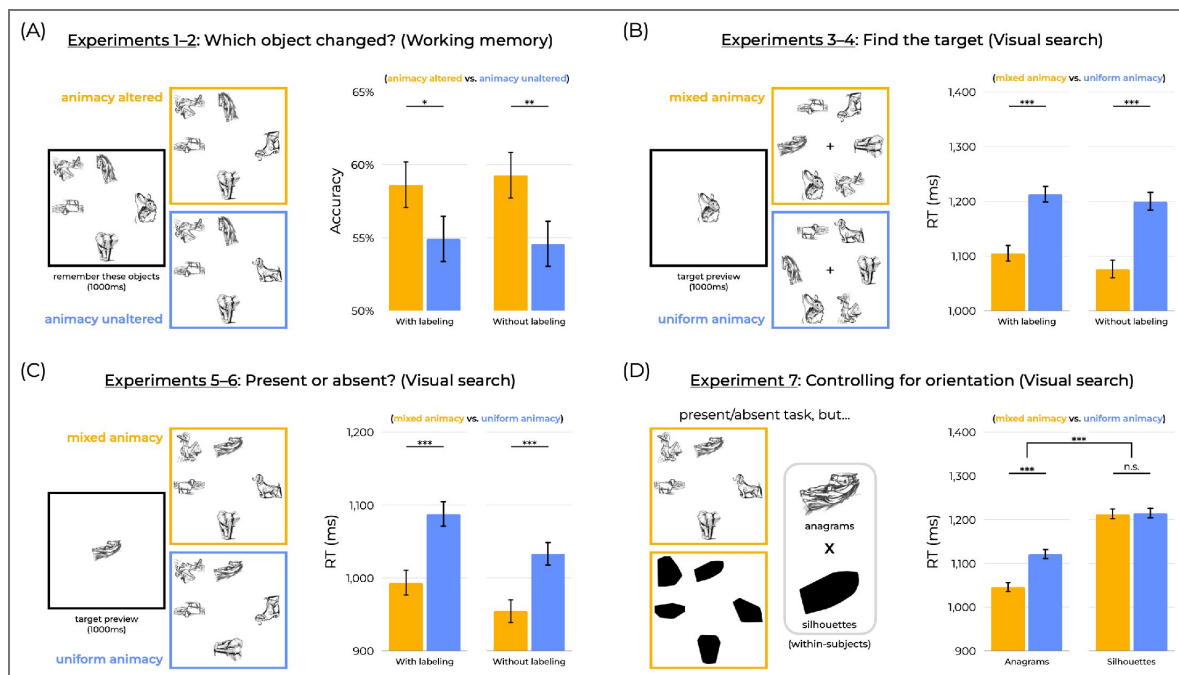 (A)
Experiments 1–2: Which object changed? (Working memory)
animacy altered
remember these objects
(1000ms)
animacy unaltered
(animacy altered vs. animacy unaltered)
65%
60%
55%
50%
Accuracy
*
**
With labeling
Without labeling
(B)
Experiments 3–4: Find the target (Visual search)
mixed animacy
+
target preview
(1000ms)
+
uniform animacy
(mixed animacy vs. uniform animacy)
1,400
1,300
1,200
1,100
1,000
RT (ms)
***
***
With labeling
Without labeling
(C)
Experiments 5–6: Present or absent? (Visual search)
mixed animacy
target preview
(1000ms)
uniform animacy
(mixed animacy vs. uniform animacy)
1,200
1,100
1,000
900
RT (ms)
***
***
With labeling
Without labeling
(D)
Experiment 7: Controlling for orientation (Visual search)
present/absent task, but...
anagrams
X
silhouettes
(within-subjects)
(mixed animacy vs. uniform animacy)
1,400
1,300
1,200
1,100
1,000
900
RT (ms)
***
***
n.s.
Anagrams
Silhouettes